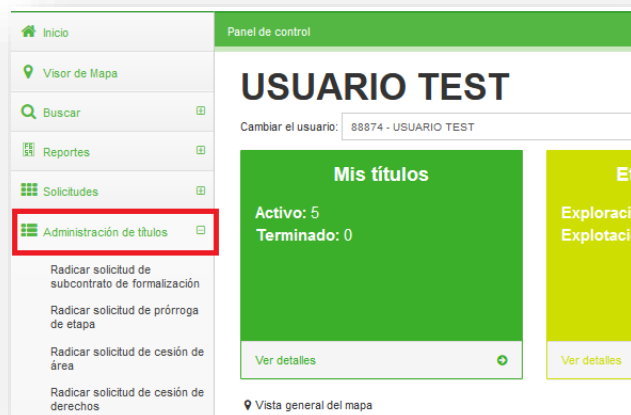 Inicio
Visor de Mapa
Buscar
Reportes
Solicitudes
Administración de títulos
Radicar solicitud de
subcontrato de formalización
Radicar solicitud de prórroga
de etapa
Radicar solicitud de cesión de
área
Radicar solicitud de cesión de
derechos
Panel de control
USUARIO TEST
Cambiar el usuario: 88874 - USUARIO TEST
Mis títulos
Activo: 5
Terminado: 0
Ver detalles
Ver detalles
Vista general del mapa